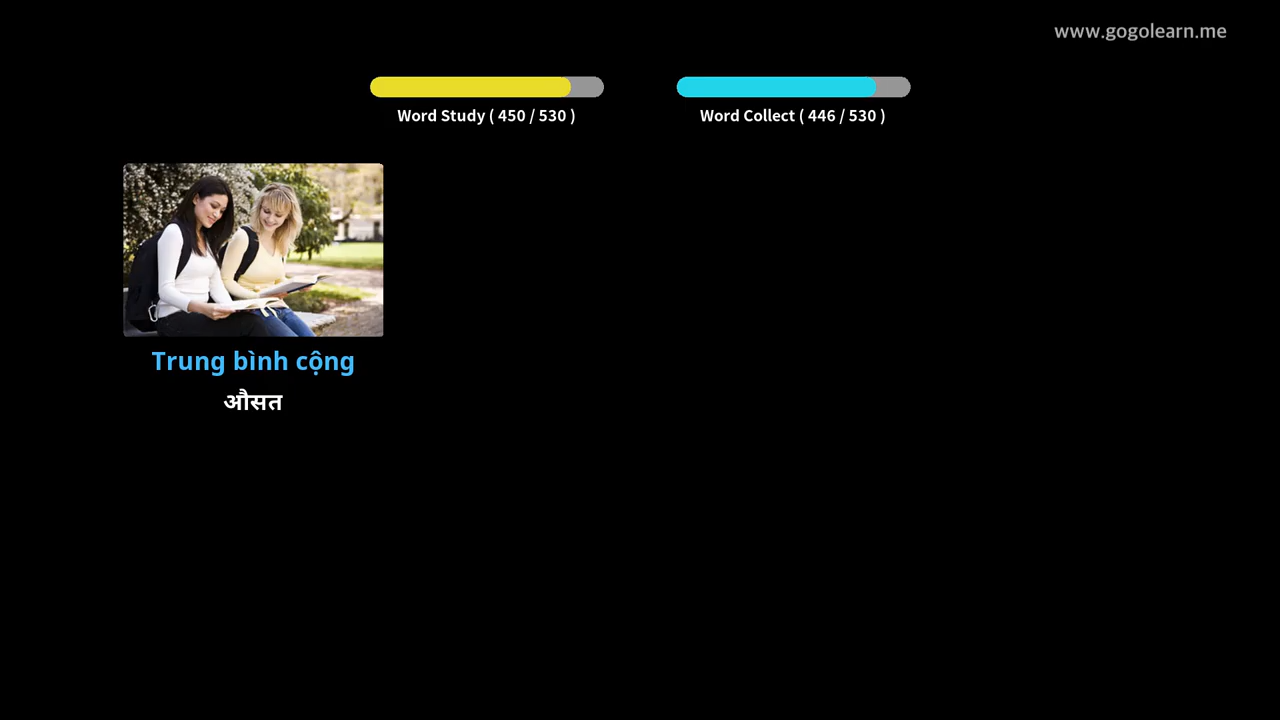 www.gogolearn.me
Word Study ( 450 / 530 )
Word Collect ( 446 / 530 )
Trung bình cộng
औसत